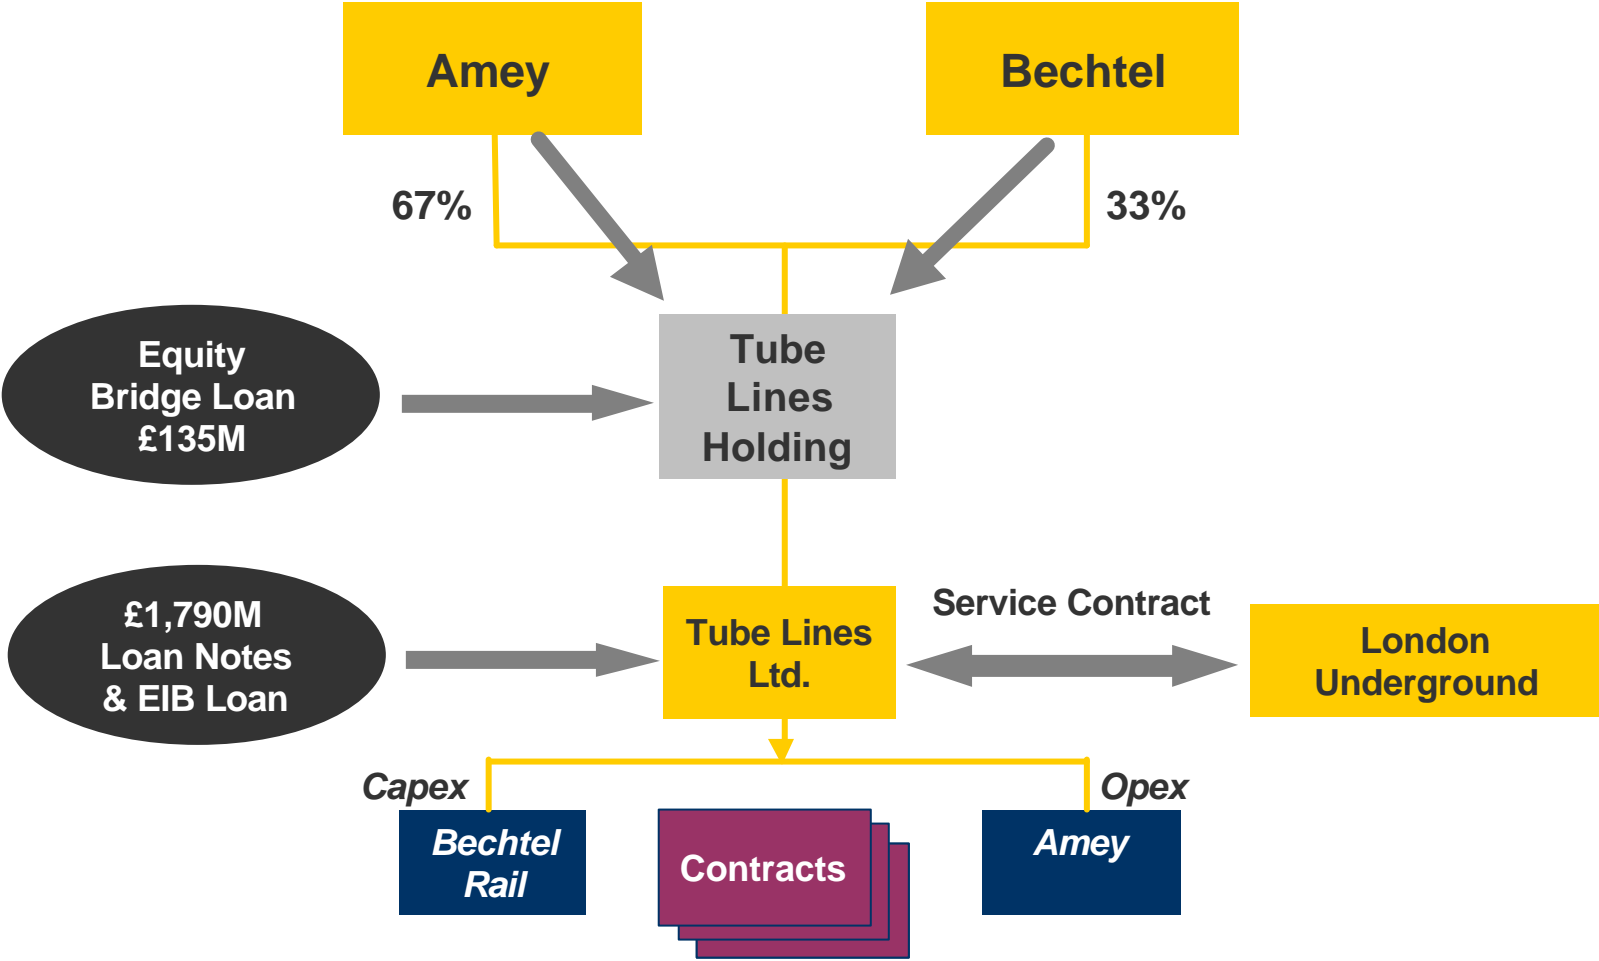 Amey
Bechtel
67%
33%
Equity
Bridge Loan
£135M
Tube
Lines
Holding
£1,790M
Loan Notes
& EIB Loan
Tube Lines
Ltd.
Service Contract
London
Underground
Capex
Opex
Bechtel
Rail
Contracts
Amey